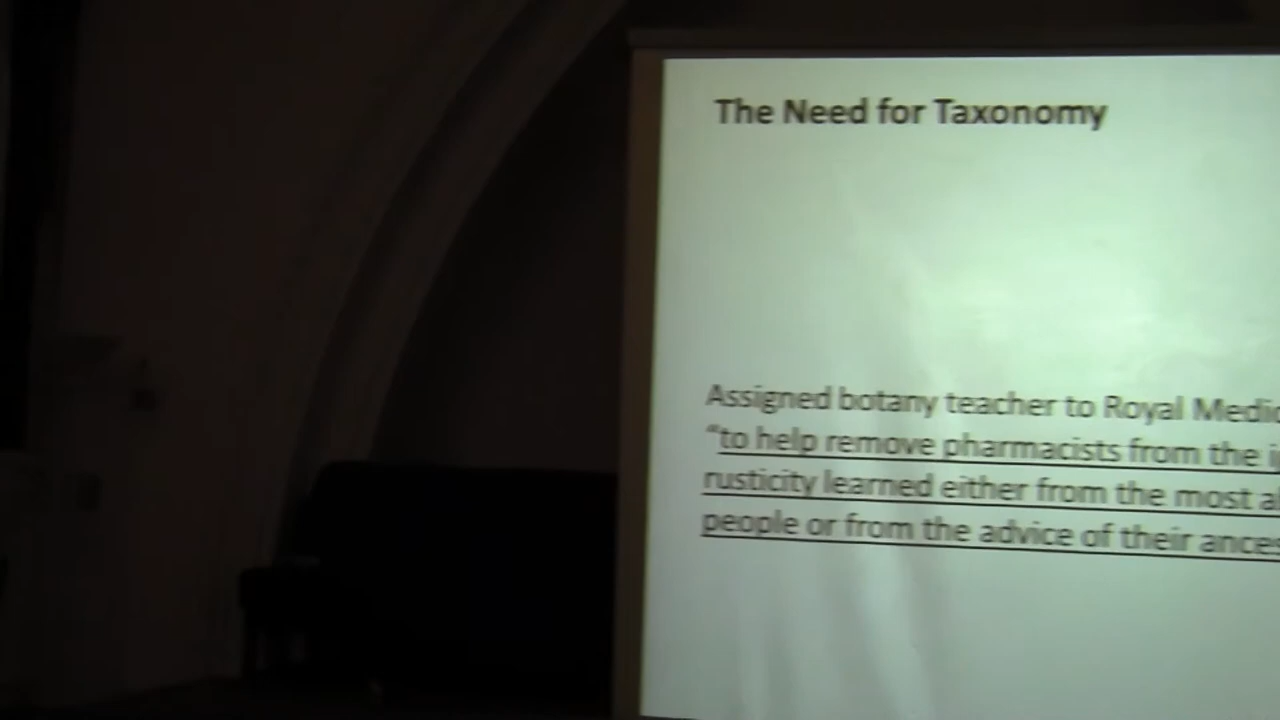 The Need for Taxonomy
Assigned botany teacher to Royal
“to help remove pharmacists from the
rusticity learned either from the most
people or from the advice of their